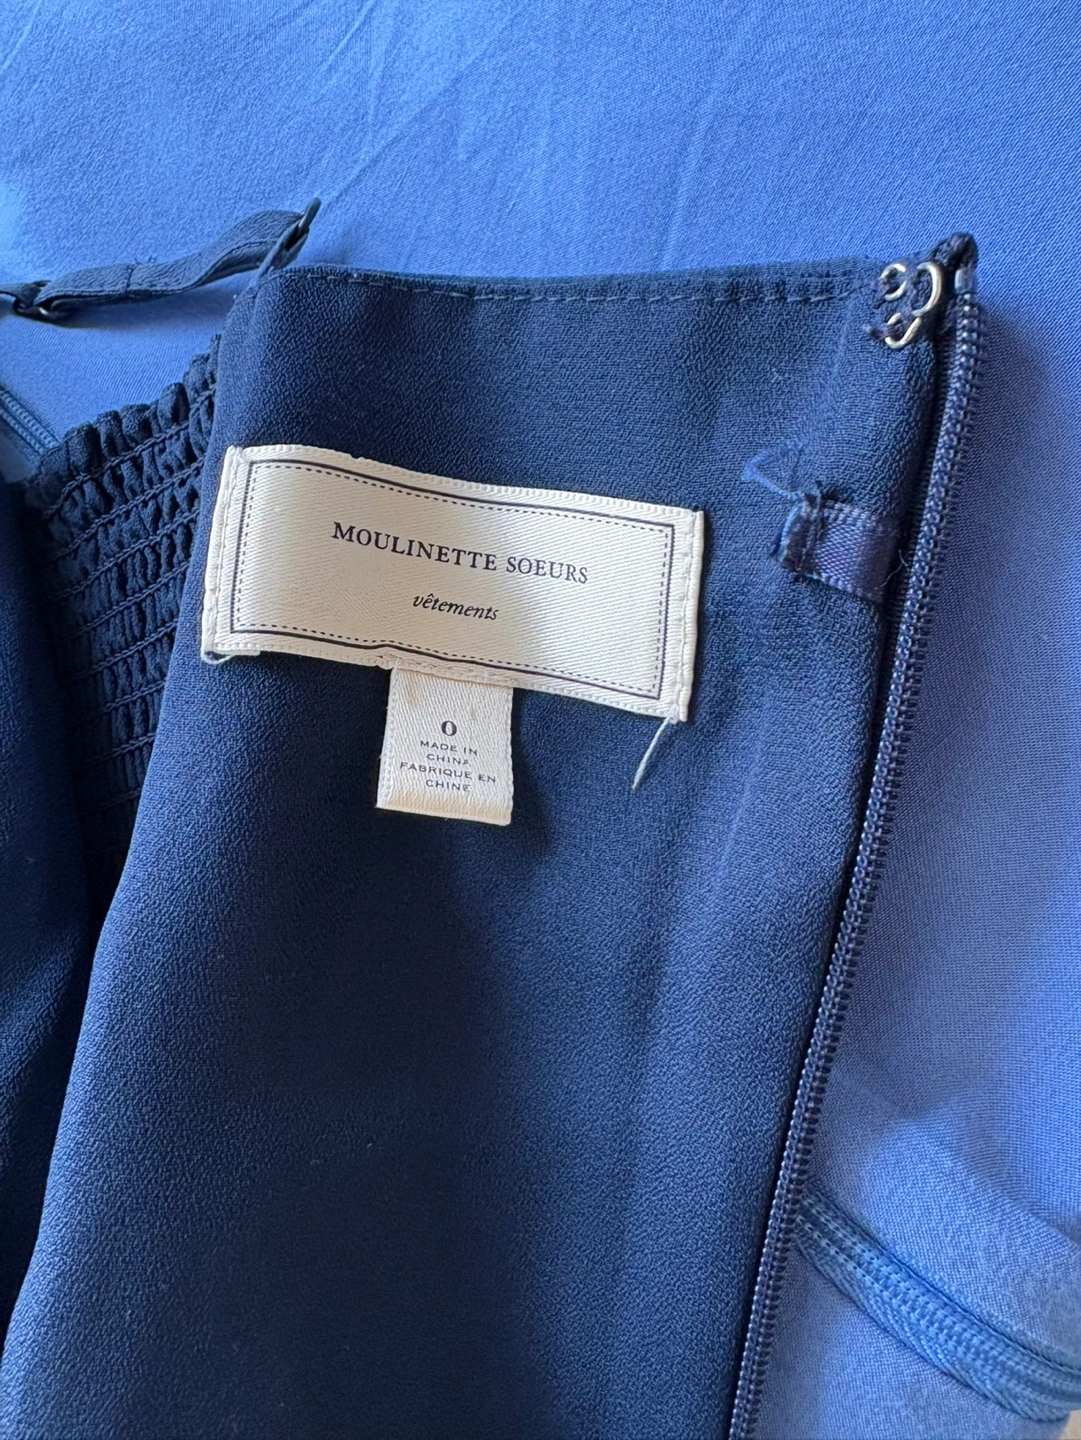 MOULINETTE SOEURS
vêtements
0
MADE IN
CHINA
FABRIQUE EN
CHINE